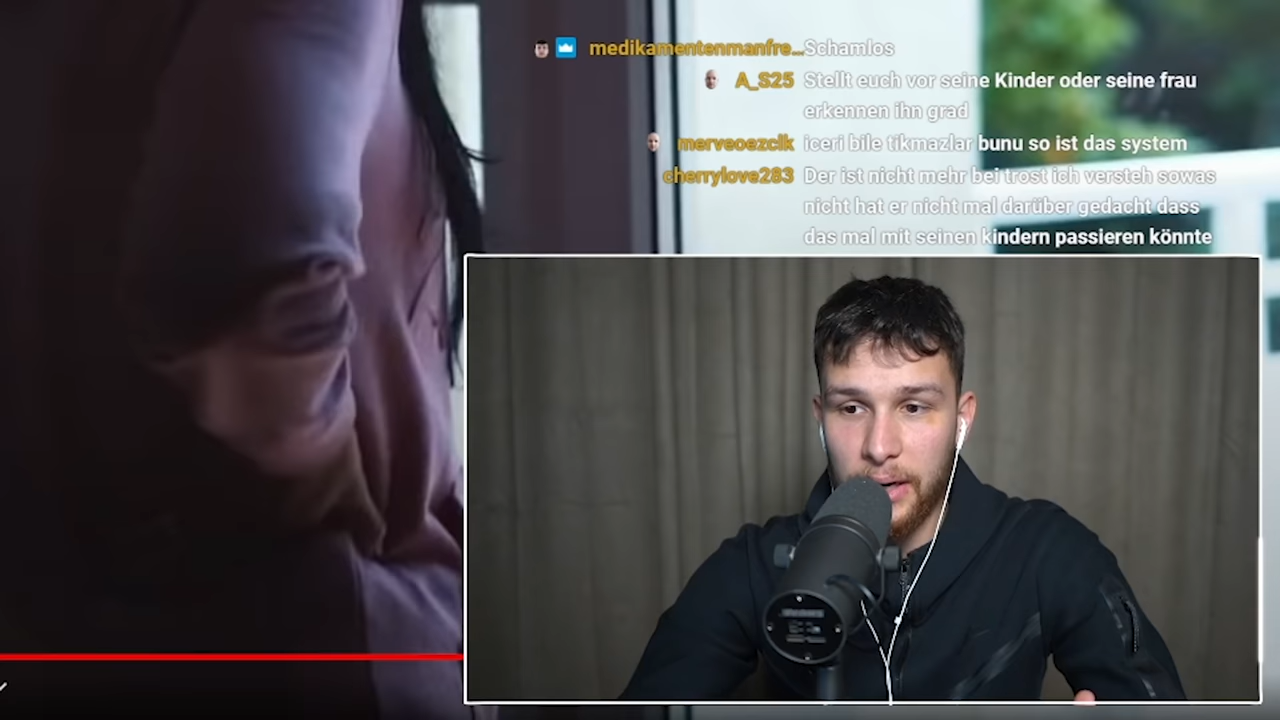 medikamentenmanfre... Schamlos
A_S25 Stellt euch vor seine Kinder oder seine frau
erkennen ihn grad
merveoezcik iceri bile tikmazlar bunu so ist das system
cherrylove283 Der ist nicht mehr bei trost ich versteh sowas
nicht hat er nicht mal darüber gedacht dass
das mal mit seinen kindern passieren könnte